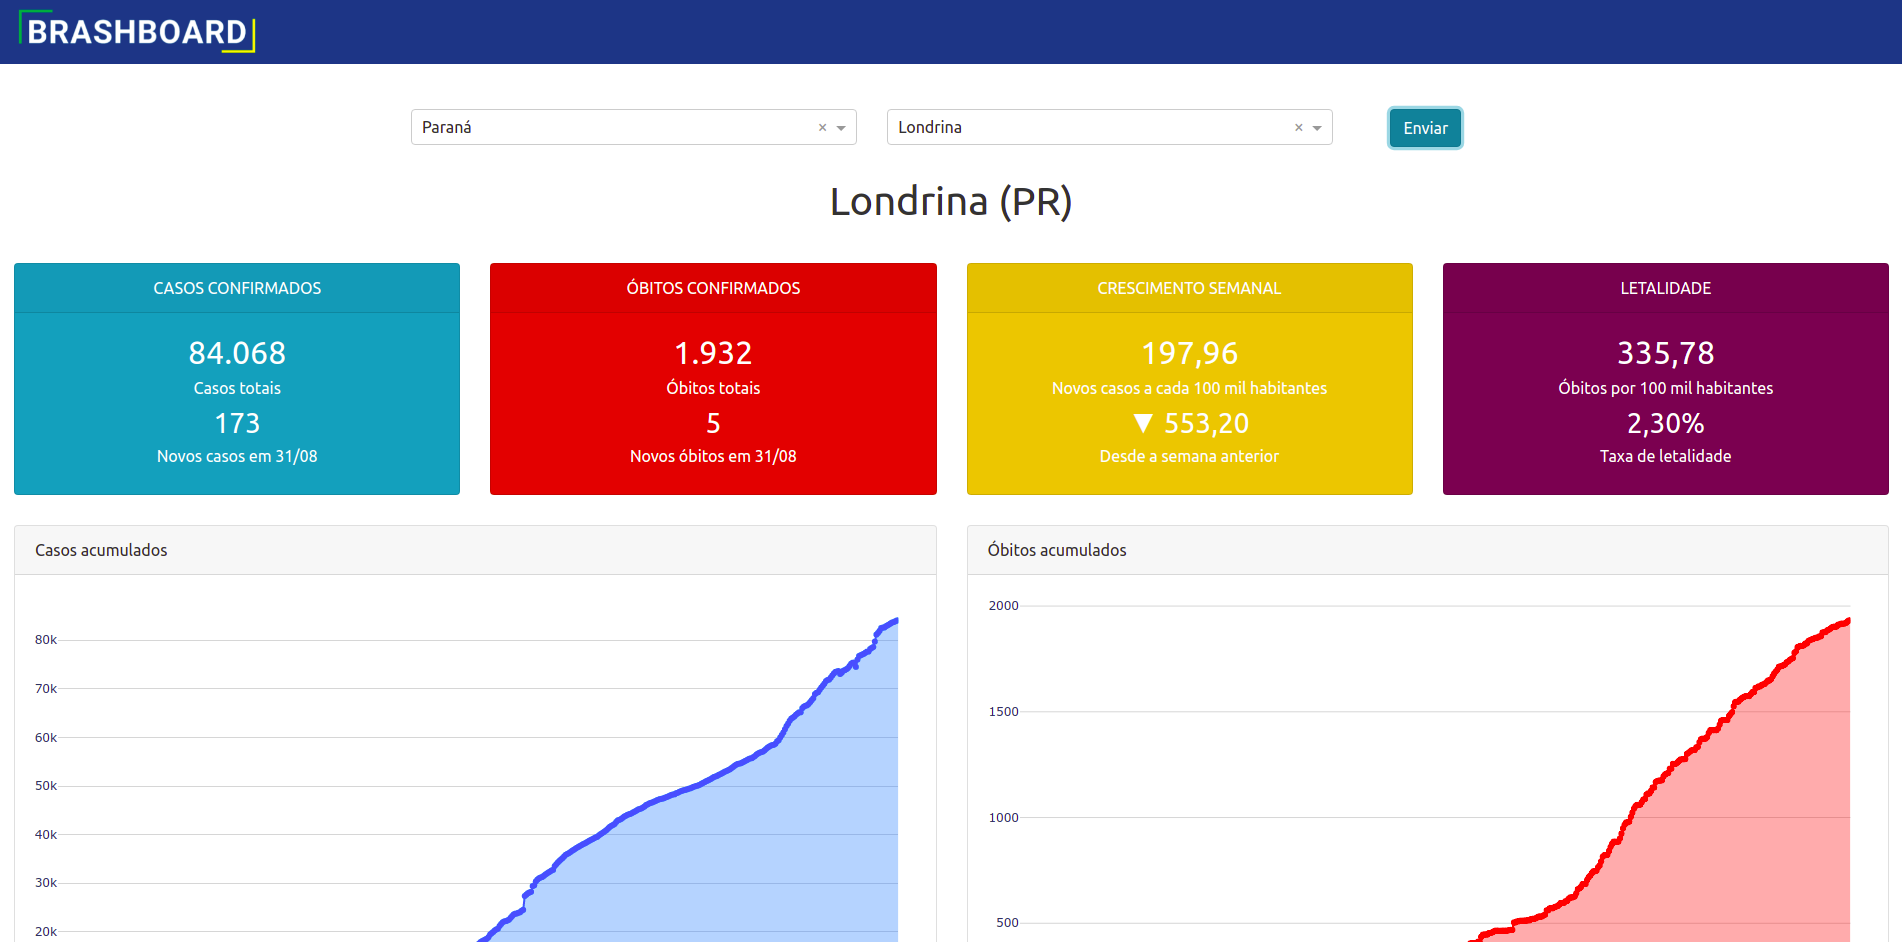 BRASHBOARD
Paraná × 
Londrina × 
Enviar
Londrina (PR)
CASOS CONFIRMADOS
84.068
Casos totais
173
Novos casos em 31/08
ÓBITOS CONFIRMADOS
1.932
Óbitos totais
5
Novos óbitos em 31/08
CRESCIMENTO SEMANAL
197,96
Novos casos a cada 100 mil habitantes
▼ 553,20
Desde a semana anterior
LETALIDADE
335,78
Óbitos por 100 mil habitantes
2,30%
Taxa de letalidade
Casos acumulados
80k
70k
60k
50k
40k
30k
20k
Óbitos acumulados
2000
1500
1000
500